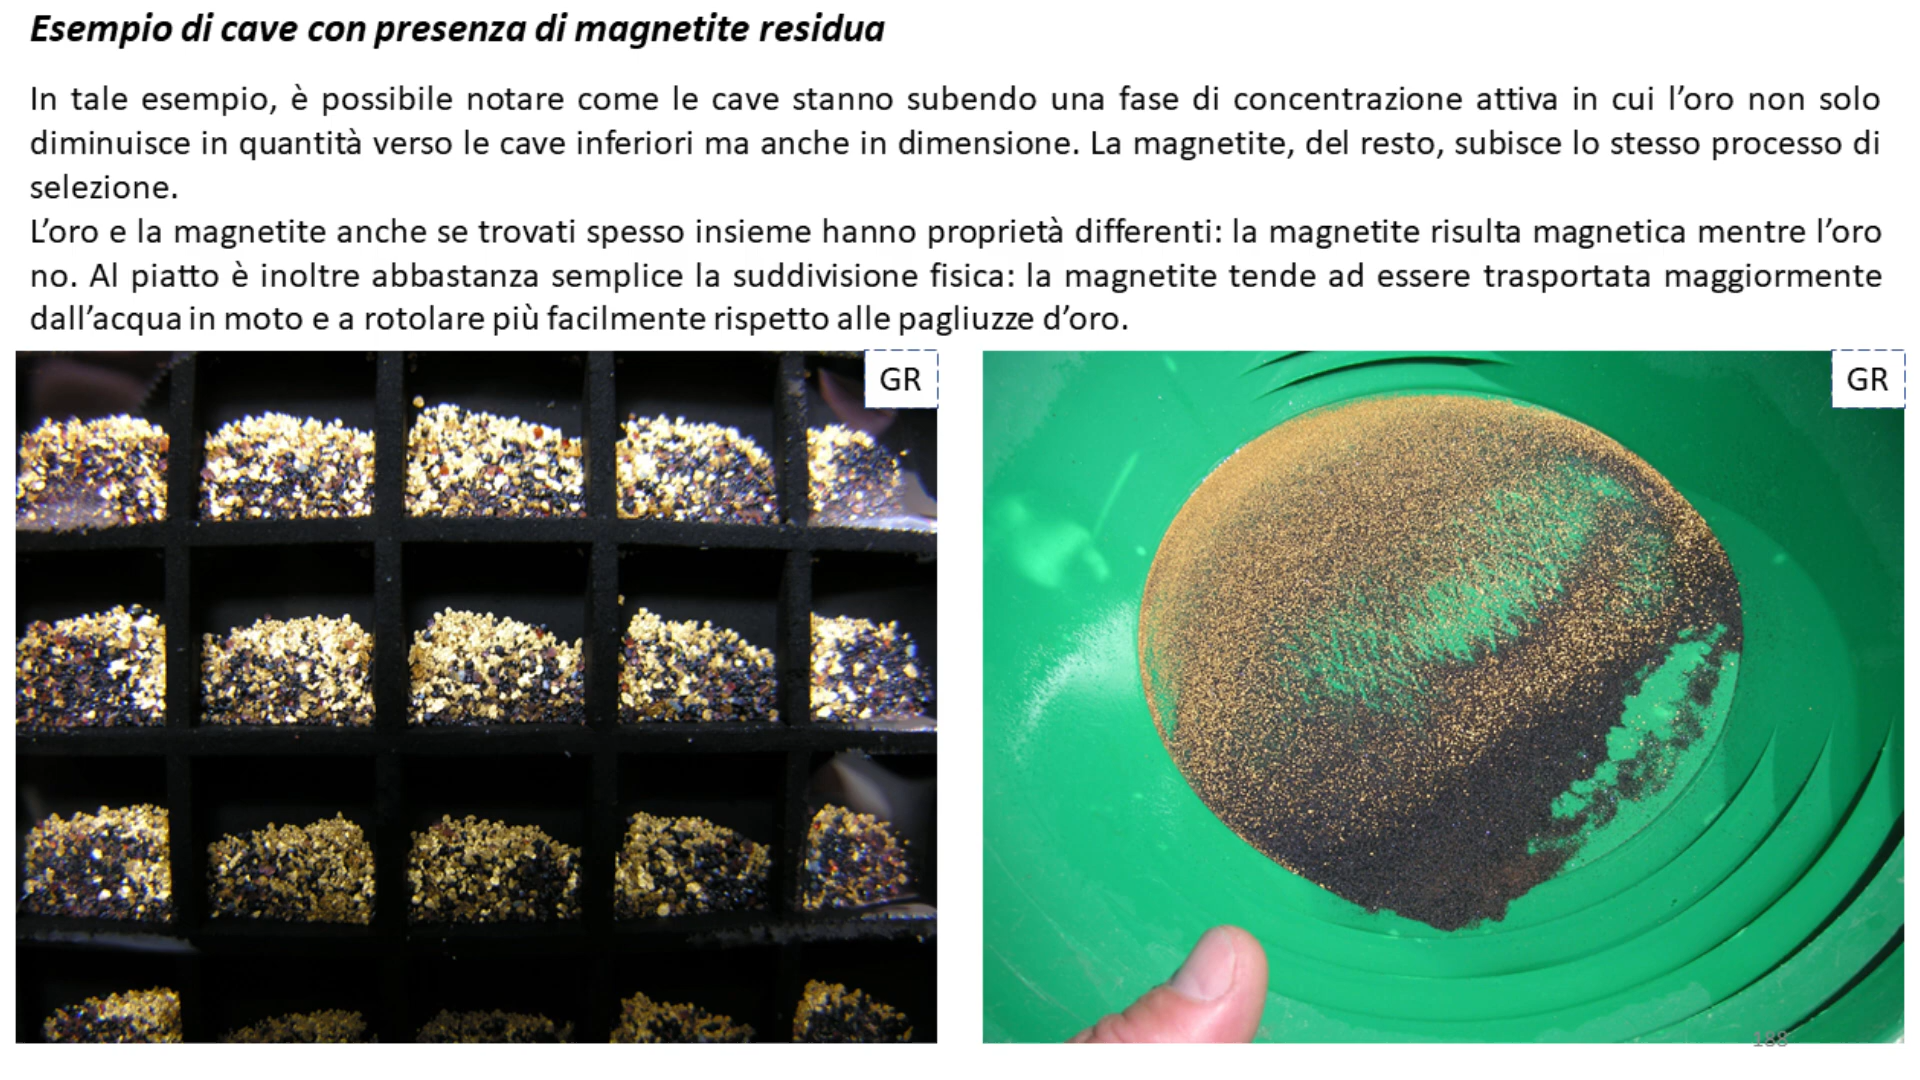 Esempio di cave con presenza di magnetite residua
In tale esempio, è possibile notare come le cave stanno subendo una fase di concentrazione attiva in cui l’oro non solo
diminuisce in quantità verso le cave inferiori ma anche in dimensione. La magnetite, del resto, subisce lo stesso processo di
selezione.
L’oro e la magnetite anche se trovati spesso insieme hanno proprietà differenti: la magnetite risulta magnetica mentre l’oro
no. Al piatto è inoltre abbastanza semplice la suddivisione fisica: la magnetite tende ad essere trasportata maggiormente
dall’acqua in moto e a rotolare più facilmente rispetto alle pagliuzze d’oro.
GR
GR
188